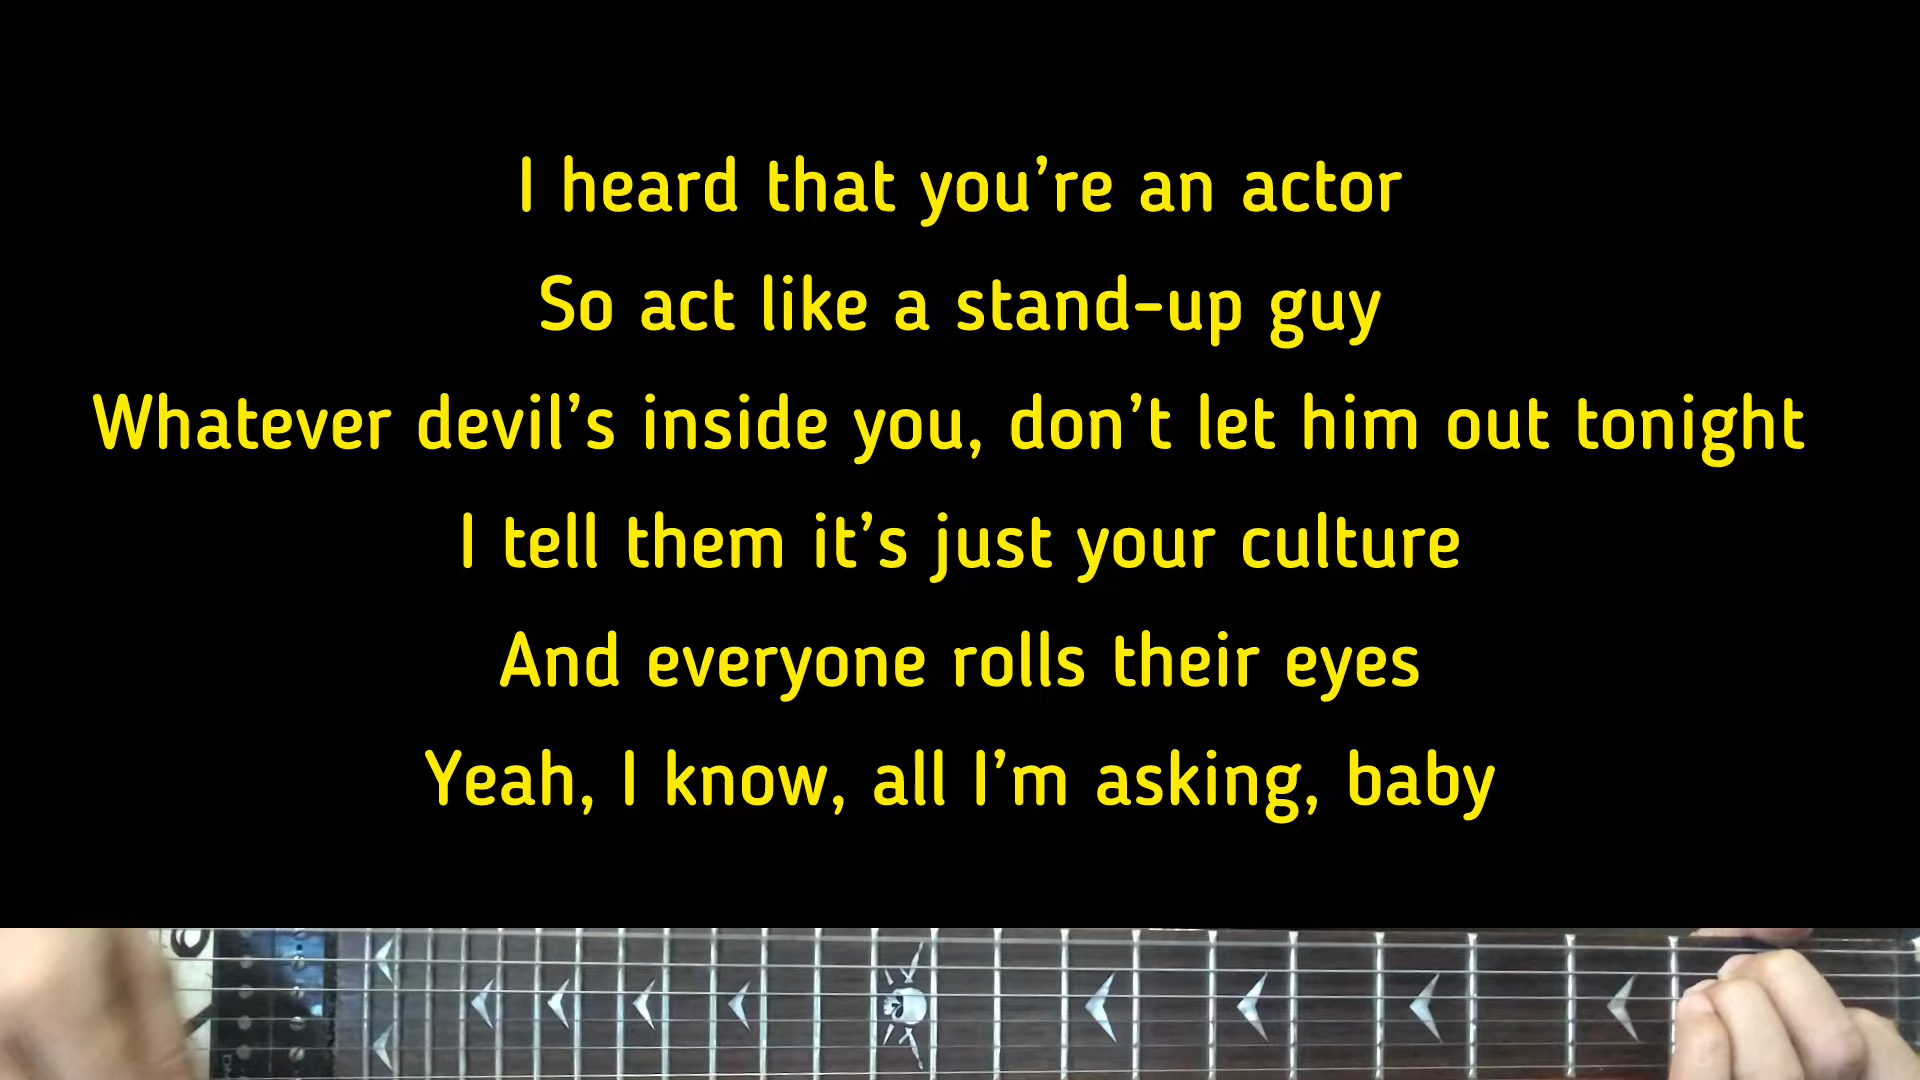 I heard that you’re an actor
So act like a stand-up guy
Whatever devil’s inside you, don’t let him out tonight
I tell them it’s just your culture
And everyone rolls their eyes
Yeah, I know, all I’m asking, baby